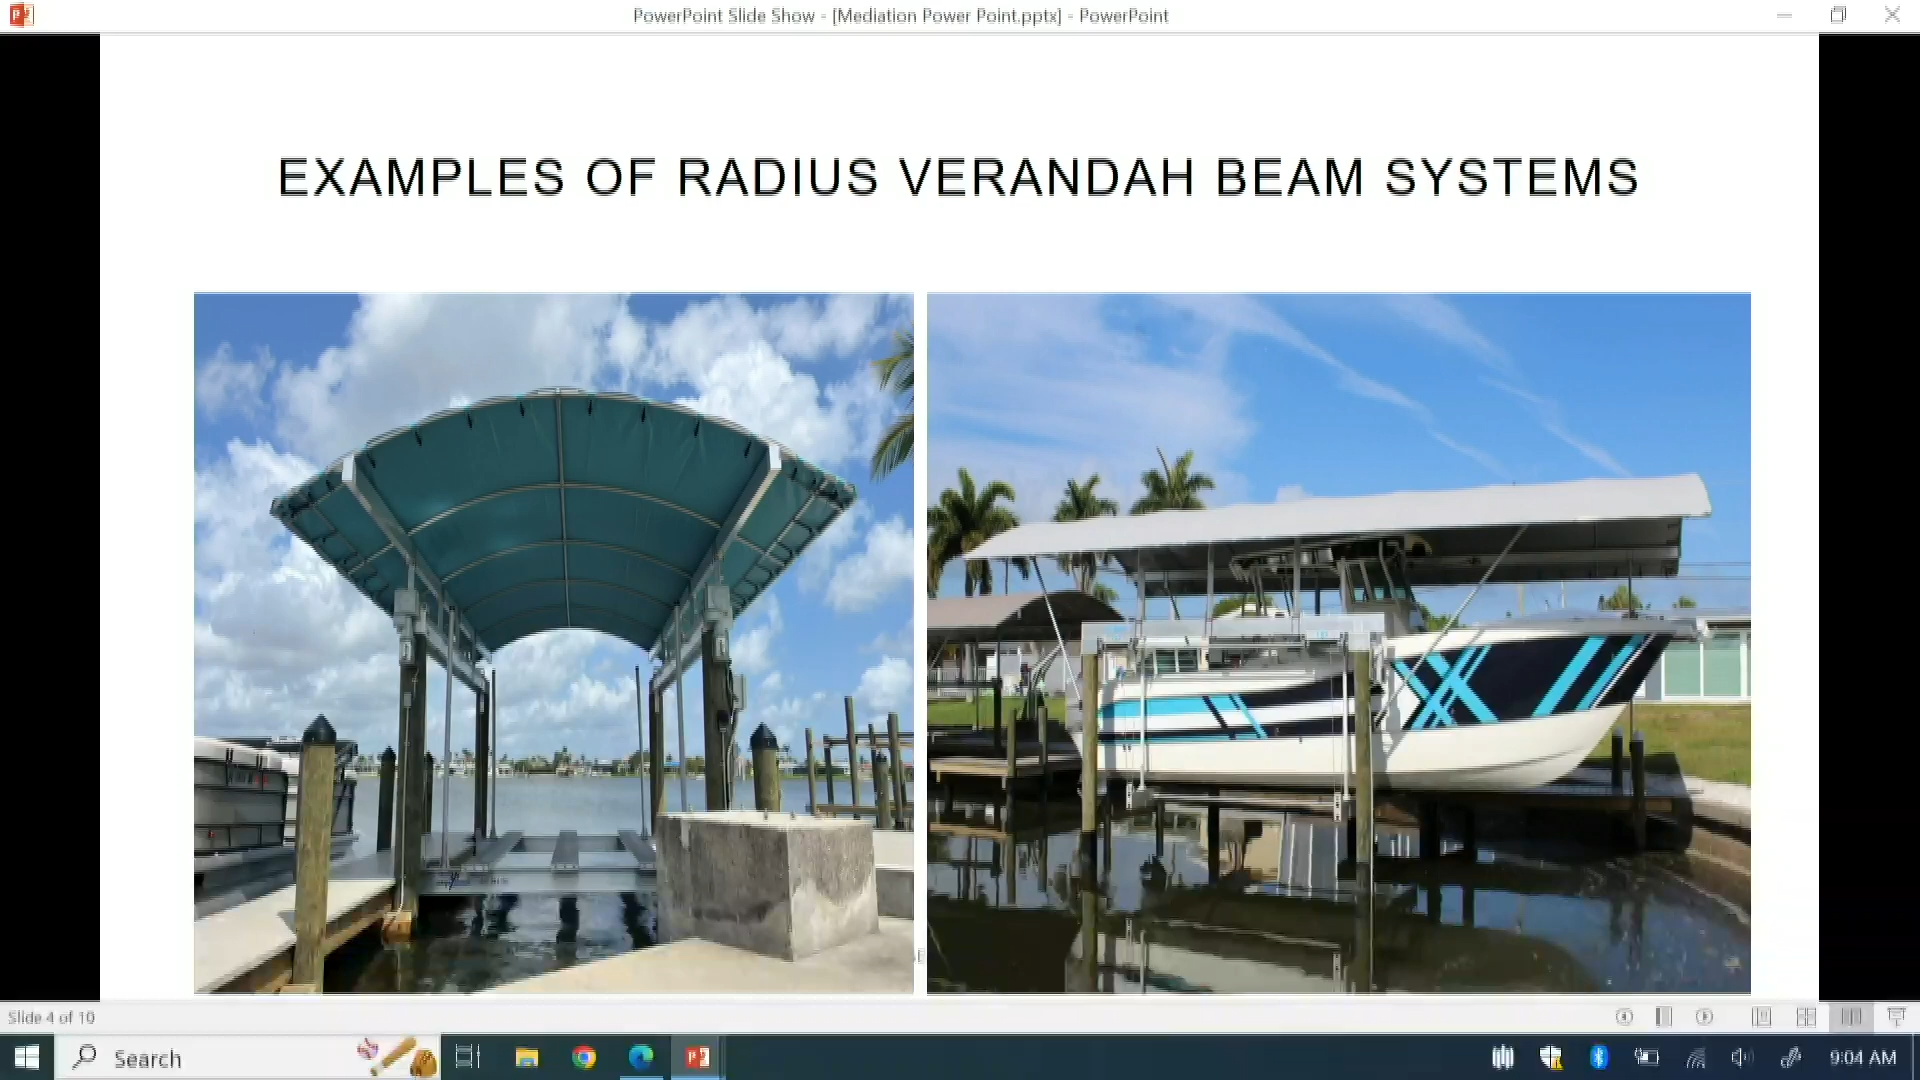 PowerPoint Slide Show - [Mediation Power Point.pptx] - PowerPoint
EXAMPLES OF RADIUS VERANDAH BEAM SYSTEMS
Slide 4 of 10
Search
9:04 AM